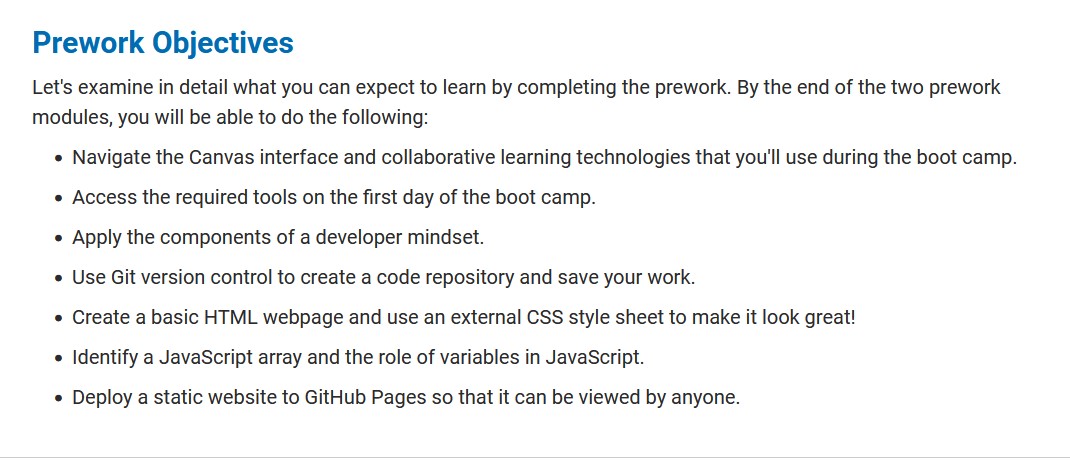 Prework Objectives
Let's examine in detail what you can expect to learn by completing the prework. By the end of the two prework
modules, you will be able to do the following:
• Navigate the Canvas interface and collaborative learning technologies that you'll use during the boot camp.
• Access the required tools on the first day of the boot camp.
• Apply the components of a developer mindset.
• Use Git version control to create a code repository and save your work.
• Create a basic HTML webpage and use an external CSS style sheet to make it look great!
• Identify a JavaScript array and the role of variables in JavaScript.
• Deploy a static website to GitHub Pages so that it can be viewed by anyone.